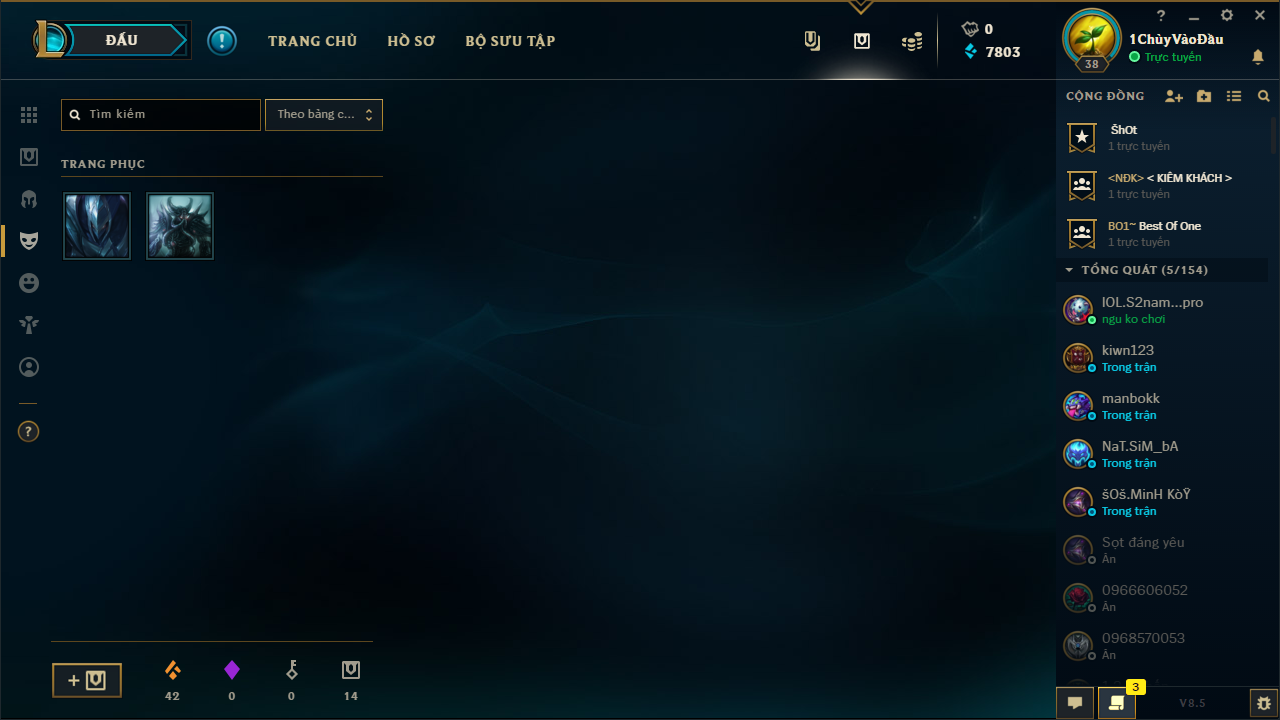 ĐẤU
TRANG CHỦ
HỒ SƠ
BỘ SƯU TẬP
0
7803
38
1ChùyVàoĐầu
Trực tuyến
Tìm kiếm
Theo bảng c...
TRANG PHỤC
CỘNG ĐỒNG
ŠhOt
1 trực tuyến
<NĐK> < KIẾM KHÁCH >
1 trực tuyến
BO1~ Best Of One
1 trực tuyến
TỔNG QUÁT (5/154)
lOL.S2nam...pro
ngu ko chơi
kiwn123
Trong trận
manbokk
Trong trận
NaT.SiM_bA
Trong trận
šOš.MinH KòŸ
Trong trận
Sọt đáng yêu
Ẩn
0966606052
Ẩn
0968570053
Ẩn
42
0
0
14
3
V8.5